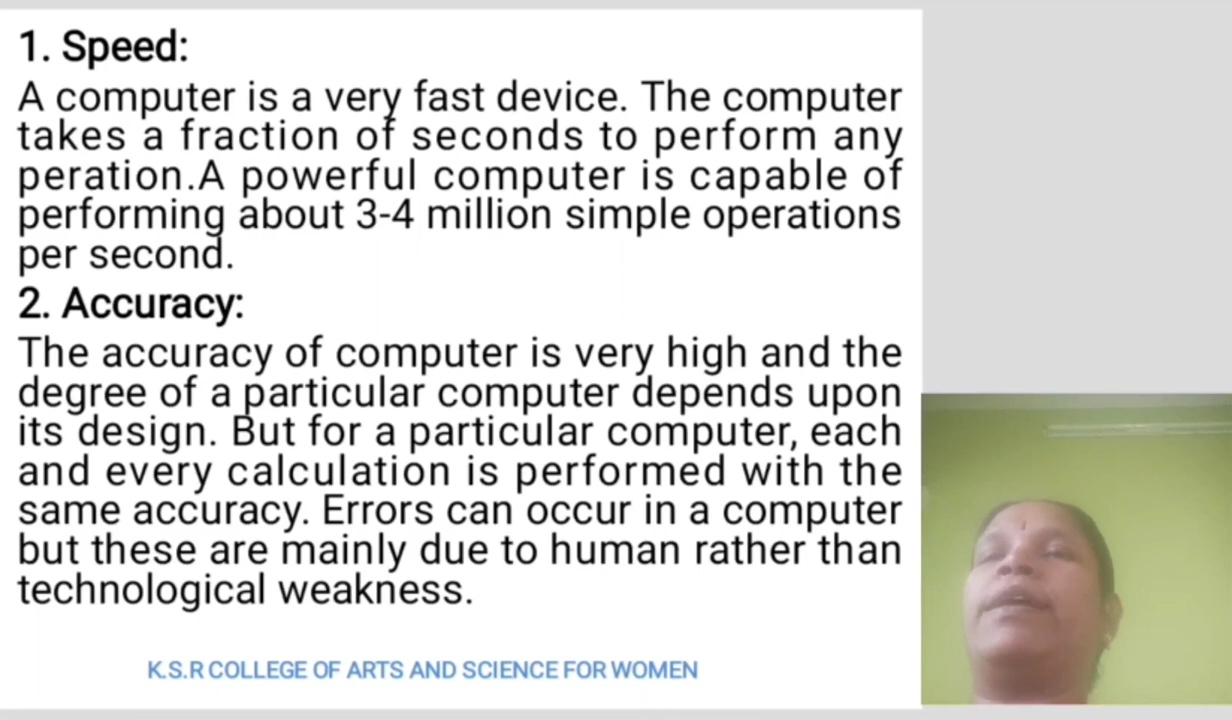 1. Speed:
A computer is a very fast device. The computer
takes a fraction of seconds to perform any
peration.A powerful computer is capable of
performing about 3-4 million simple operations
per second.
2. Accuracy:
The accuracy of computer is very high and the
degree of a particular computer depends upon
its design. But for a particular computer, each
and every calculation is performed with the
same accuracy. Errors can occur in a computer
but these are mainly due to human rather than
technological weakness.
K.S.R COLLEGE OF ARTS AND SCIENCE FOR WOMEN